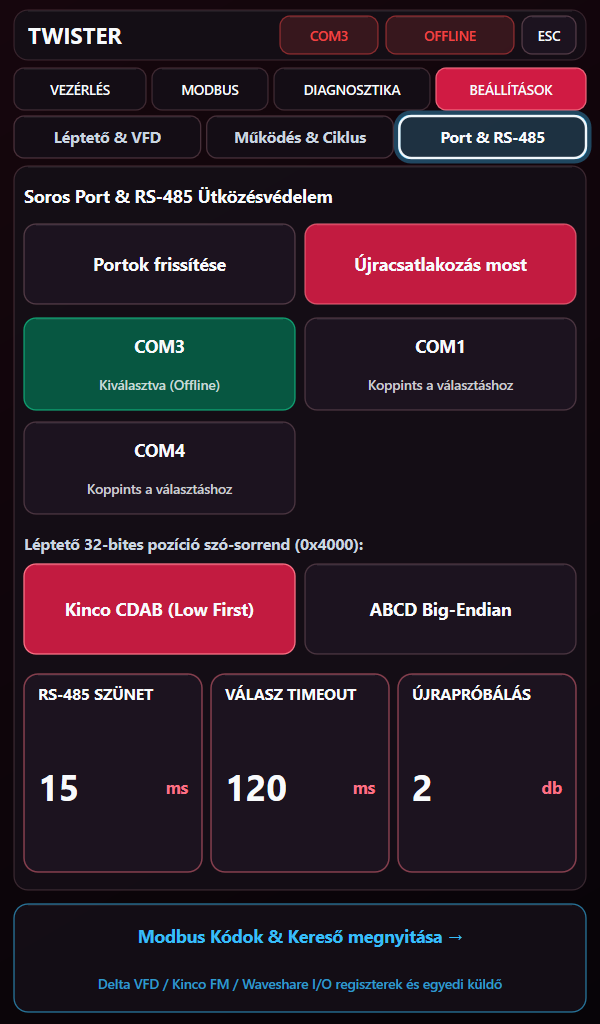 TWISTER
COM3
OFFLINE
ESC
VEZÉRLÉS
MODBUS
DIAGNOSZTIKA
BEÁLLÍTÁSOK
Léptető & VFD
Működés & Ciklus
Port & RS-485
Soros Port & RS-485 Ütközésvédelem
Portok frissítése
Újracsatlakozás most
COM3
Kiválasztva (Offline)
COM1
Koppints a választáshoz
COM4
Koppints a választáshoz
Léptető 32-bites pozíció szó-sorrend (0x4000):
Kinco CDAB (Low First)
ABCD Big-Endian
RS-485 SZÜNET
15 ms
VÁLASZ TIMEOUT
120 ms
ÚJRAPRÓBÁLÁS
2 db
Modbus Kódok & Kereső megnyitása →
Delta VFD / Kinco FM / Waveshare I/O regiszterek és egyedi küldő